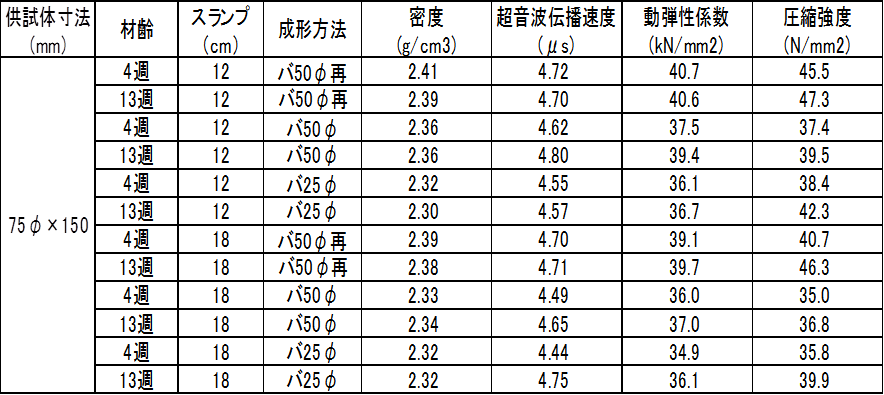 供試体寸法 (mm) 材齢 スランプ (cm) 成形方法 密度 (g/cm3) 超音波伝播速度 (μs) 動弾性係数 (kN/mm2) 圧縮強度 (N/mm2)
75φ×150
4週 12 バ50φ再 2.41 4.72 40.7 45.5
13週 12 バ50φ再 2.39 4.70 40.6 47.3
4週 12 バ50φ 2.36 4.62 37.5 37.4
13週 12 バ50φ 2.36 4.80 39.4 39.5
4週 12 バ25φ 2.32 4.55 36.1 38.4
13週 12 バ25φ 2.30 4.57 36.7 42.3
4週 18 バ50φ再 2.39 4.70 39.1 40.7
13週 18 バ50φ再 2.38 4.71 39.7 46.3
4週 18 バ50φ 2.33 4.49 36.0 35.0
13週 18 バ50φ 2.34 4.65 37.0 36.8
4週 18 バ25φ 2.32 4.44 34.9 35.8
13週 18 バ25φ 2.32 4.75 36.1 39.9